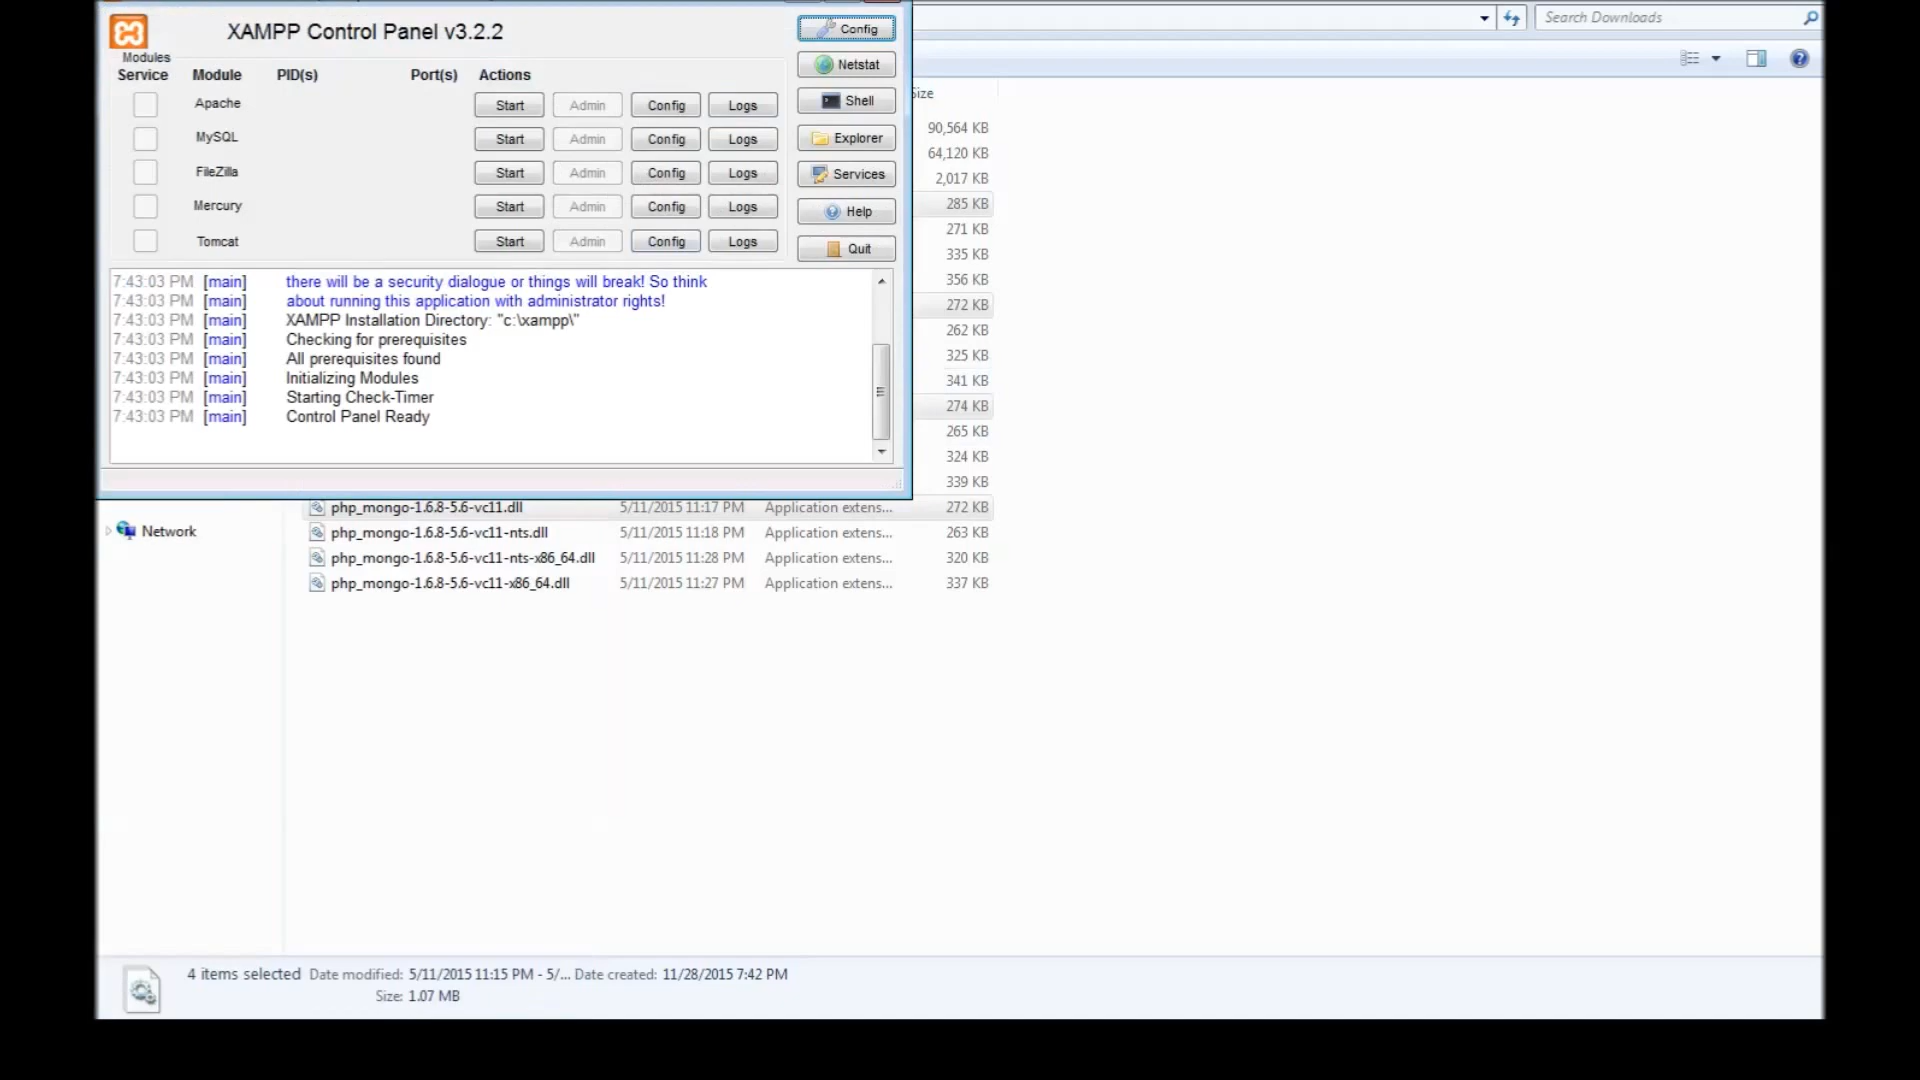 XAMPP Control Panel v3.2.2
Config
Search Downloads
Modules
Service Module PID(s) Port(s) Actions
Netstat
Apache Start Admin Config Logs
Shell
MySQL Start Admin Config Logs
Explorer
FileZilla Start Admin Config Logs
Services
Mercury Start Admin Config Logs
Help
Tomcat Start Admin Config Logs
Quit
7:43:03 PM [main] there will be a security dialogue or things will break! So think
7:43:03 PM [main] about running this application with administrator rights!
7:43:03 PM [main] XAMPP Installation Directory: "c:\xampp\"
7:43:03 PM [main] Checking for prerequisites
7:43:03 PM [main] All prerequisites found
7:43:03 PM [main] Initializing Modules
7:43:03 PM [main] Starting Check-Timer
7:43:03 PM [main] Control Panel Ready
90,564 KB
64,120 KB
2,017 KB
285 KB
271 KB
335 KB
356 KB
272 KB
262 KB
325 KB
341 KB
274 KB
265 KB
324 KB
339 KB
php_mongo-1.6.8-5.6-vc11.dll 5/11/2015 11:17 PM Application extens... 272 KB
Network
php_mongo-1.6.8-5.6-vc11-nts.dll 5/11/2015 11:18 PM Application extens... 263 KB
php_mongo-1.6.8-5.6-vc11-nts-x86_64.dll 5/11/2015 11:28 PM Application extens... 320 KB
php_mongo-1.6.8-5.6-vc11-x86_64.dll 5/11/2015 11:27 PM Application extens... 337 KB
4 items selected Date modified: 5/11/2015 11:15 PM - 5/... Date created: 11/28/2015 7:42 PM
Size: 1.07 MB